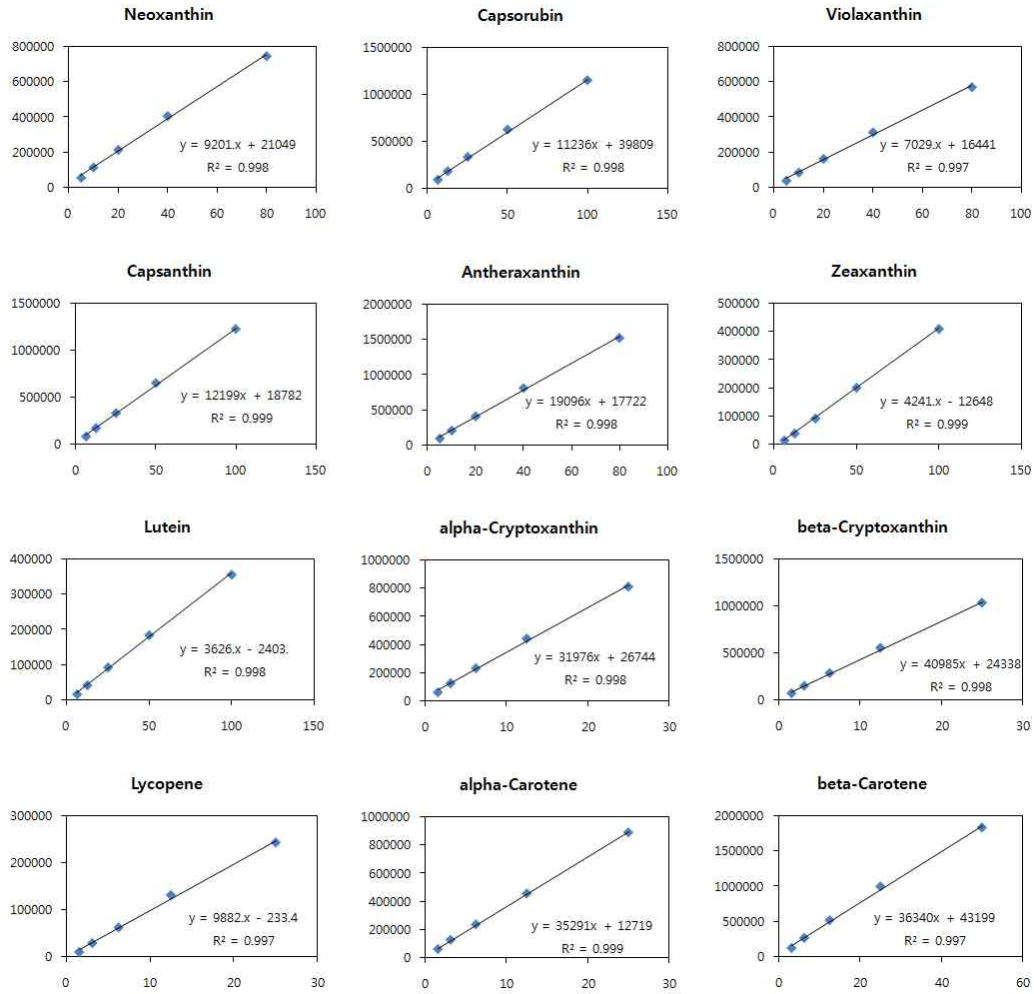 Neoxanthin
800000
600000
400000
200000
0
y = 9201.x + 21049
R² = 0.998
0 20 40 60 80 100
Capsorubin
1500000
1000000
500000
0
y = 11236x + 39809
R² = 0.998
0 50 100 150
Violaxanthin
800000
600000
400000
200000
0
y = 7029.x + 16441
R² = 0.997
0 20 40 60 80 100
Capsanthin
1500000
1000000
500000
0
y = 12199x + 18782
R² = 0.999
0 50 100 150
Antheraxanthin
2000000
1500000
1000000
500000
0
y = 19096x + 17722
R² = 0.998
0 20 40 60 80 100
Zeaxanthin
500000
400000
300000
200000
100000
0
y = 4241.x - 12648
R² = 0.999
0 50 100 150
Lutein
400000
300000
200000
100000
0
y = 3626.x - 2403.
R² = 0.998
0 50 100 150
alpha-Cryptoxanthin
1000000
800000
600000
400000
200000
0
y = 31976x + 26744
R² = 0.998
0 10 20 30
beta-Cryptoxanthin
1500000
1000000
500000
0
y = 40985x + 24338
R² = 0.998
0 10 20 30
Lycopene
300000
200000
100000
0
y = 9882.x - 233.4
R² = 0.997
0 10 20 30
alpha-Carotene
1000000
800000
600000
400000
200000
0
y = 35291x + 12719
R² = 0.999
0 10 20 30
beta-Carotene
2000000
1500000
1000000
500000
0
y = 36340x + 43199
R² = 0.997
0 20 40 60